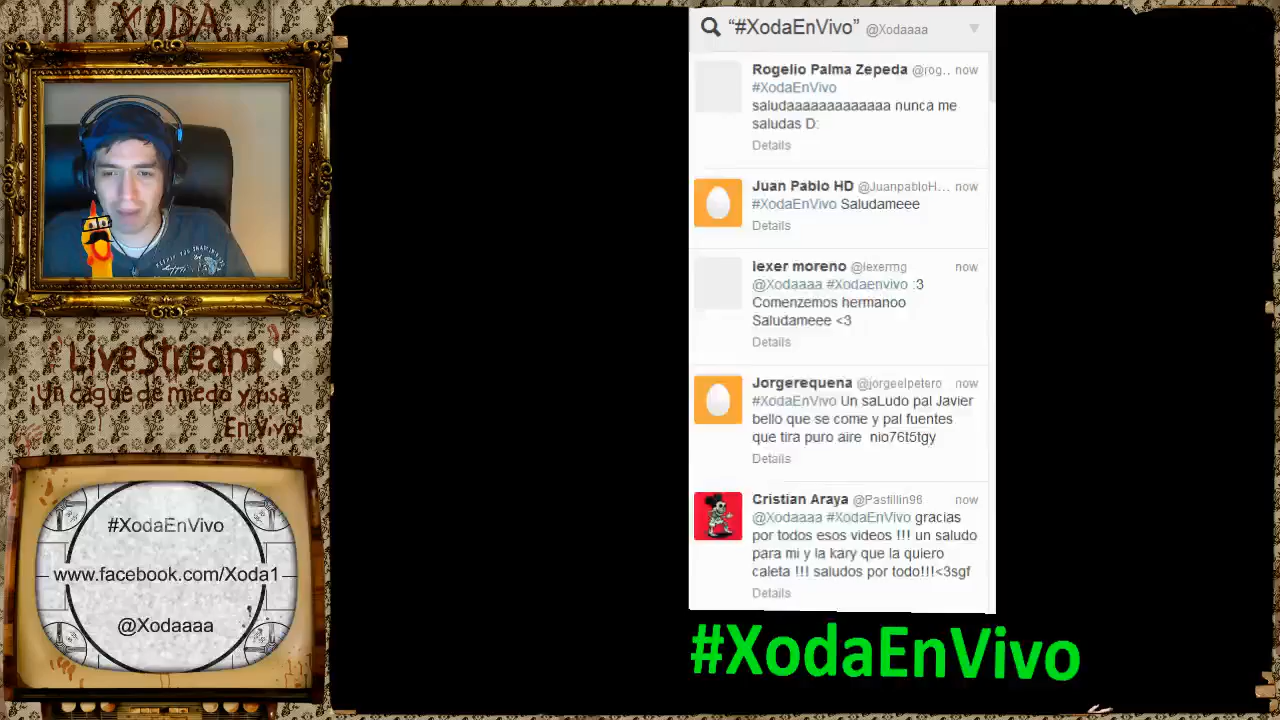 XODA
LiveStream
¡Un cague de miedo y risa
En Vivo!
#XodaEnVivo
www.facebook.com/Xoda1
@Xodaaaa
“#XodaEnVivo” @Xodaaaa
Rogelio Palma Zepeda @rog... now
#XodaEnVivo
saludaaaaaaaaaaaaa nunca me
saludas D:
Details
Juan Pablo HD @JuanpabloH... now
#XodaEnVivo Saludameee
Details
lexer moreno @lexermg now
@Xodaaaa #Xodaenvivo :3
Comenzemos hermanoo
Saludameee <3
Details
Jorgerequena @jorgeelpetero now
#XodaEnVivo Un saLudo pal Javier
bello que se come y pal fuentes
que tira puro aire nio76t5tgy
Details
Cristian Araya @Pastillin96 now
@Xodaaaa #XodaEnVivo gracias
por todos esos videos !!! un saludo
para mi y la kary que la quiero
caleta !!! saludos por todo!!!<3sgf
Details
#XodaEnVivo